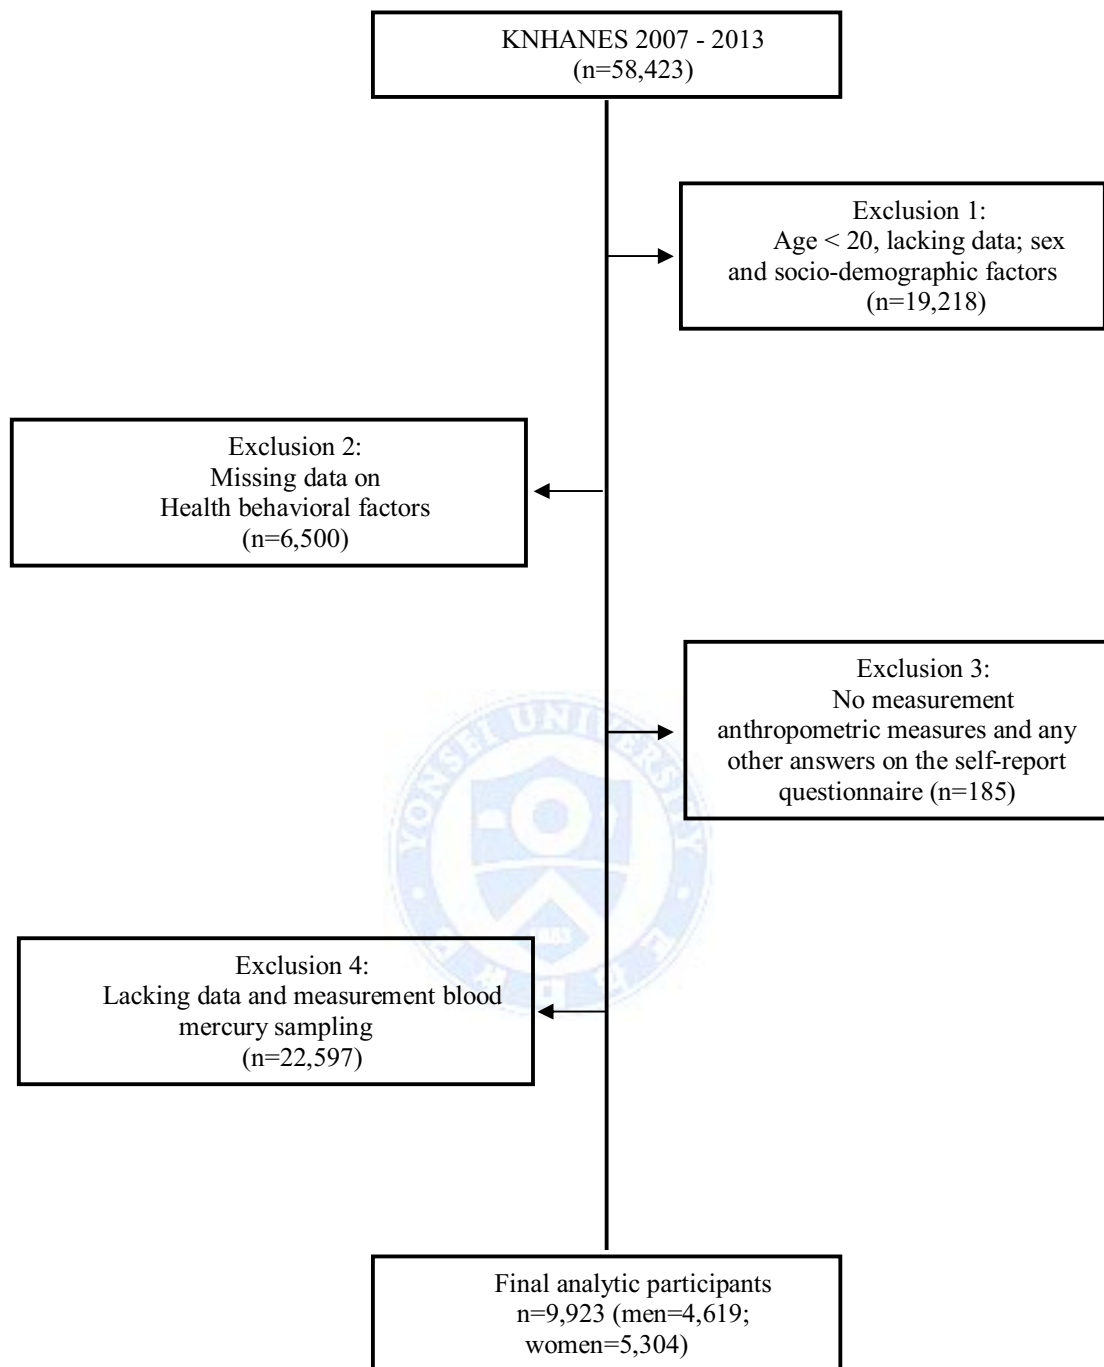 KNHANES 2007 - 2013
(n=58,423)
Exclusion 1:
Age < 20, lacking data; sex
and socio-demographic factors
(n=19,218)
Exclusion 2:
Missing data on
Health behavioral factors
(n=6,500)
Exclusion 3:
No measurement
anthropometric measures and any
other answers on the self-report
questionnaire (n=185)
YONSEI UNIVERSITY
Exclusion 4:
Lacking data and measurement blood
mercury sampling
(n=22,597)
Final analytic participants
n=9,923 (men=4,619;
women=5,304)